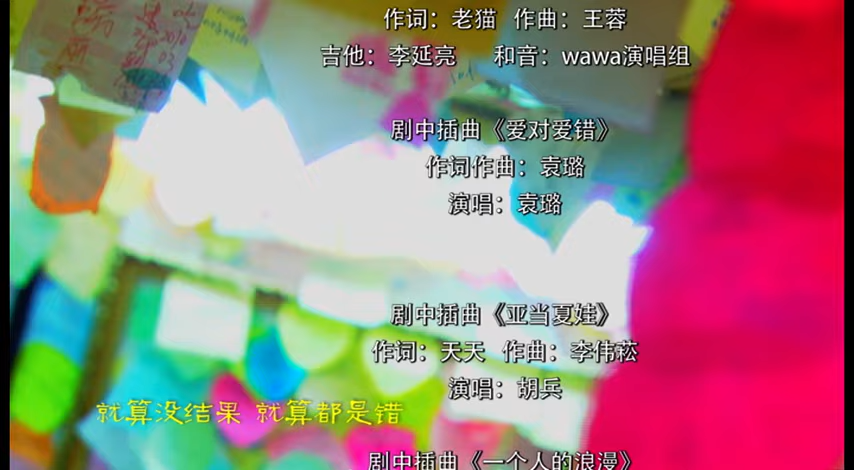 作词：老猫 作曲：王蓉
吉他：李延亮 和音：wawa演唱组
剧中插曲《爱对爱错》
作词作曲：袁璐
演唱：袁璐
剧中插曲《亚当夏娃》
作词：天天 作曲：李伟菘
演唱：胡兵
就算没结果 就算都是错
剧中插曲《一个人的浪漫》